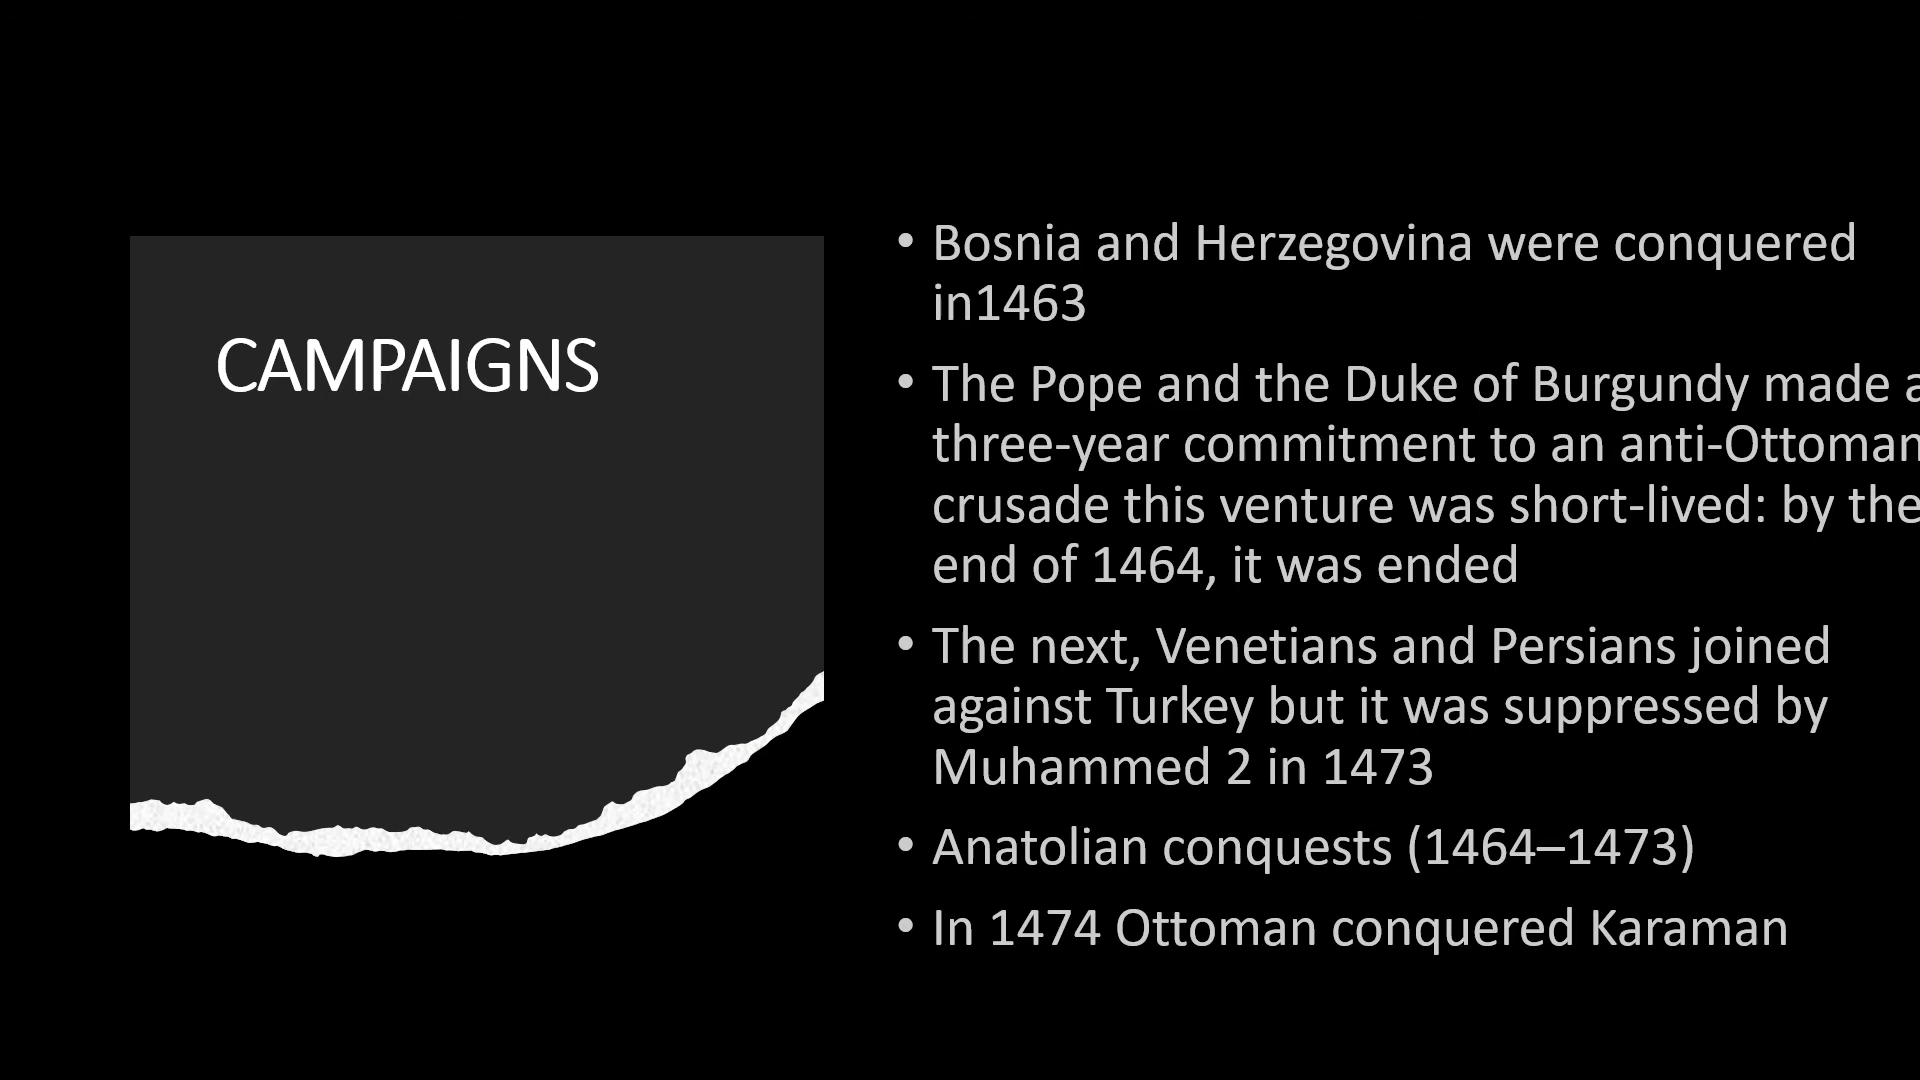 CAMPAIGNS
• Bosnia and Herzegovina were conquered
in1463
• The Pope and the Duke of Burgundy made a
three-year commitment to an anti-Ottoman
crusade this venture was short-lived: by the
end of 1464, it was ended
• The next, Venetians and Persians joined
against Turkey but it was suppressed by
Muhammed 2 in 1473
• Anatolian conquests (1464–1473)
• In 1474 Ottoman conquered Karaman